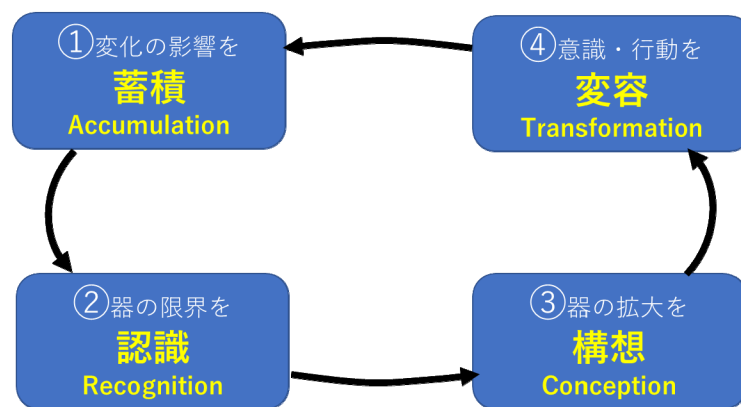 ①変化の影響を
蓄積
Accumulation
②器の限界を
認識
Recognition
③器の拡大を
構想
Conception
④意識・行動を
変容
Transformation